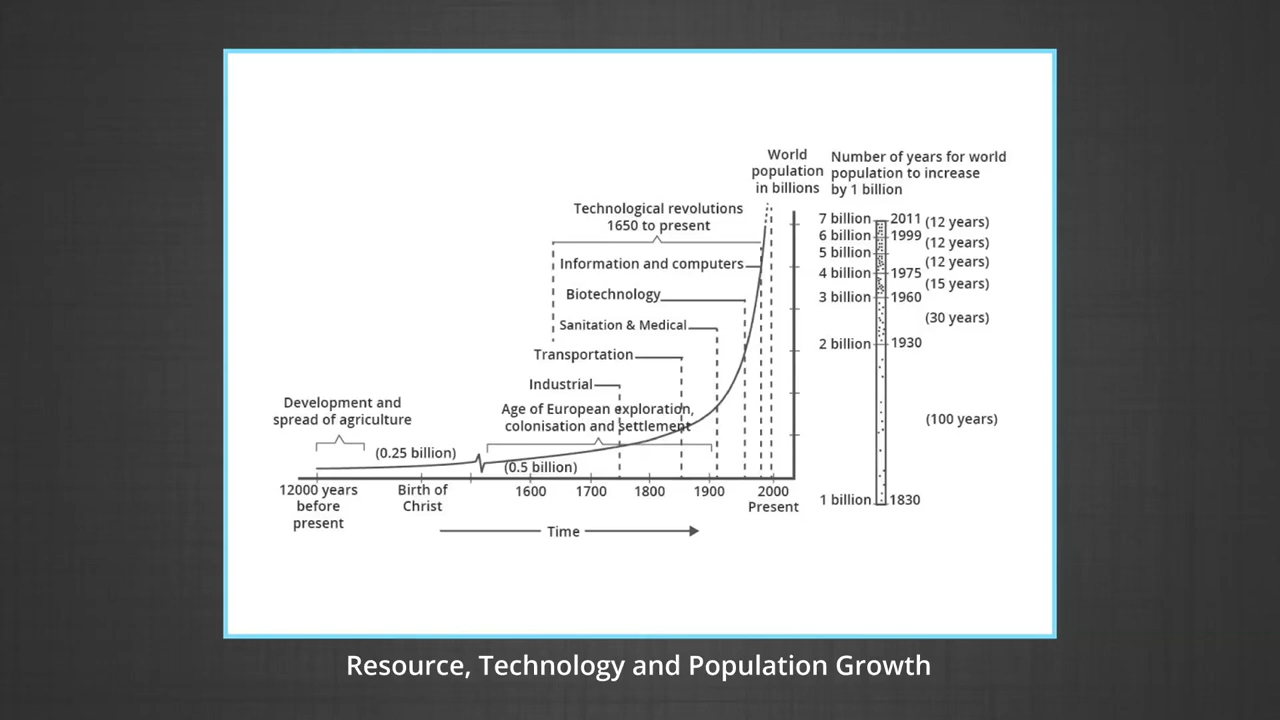 World
population
in billions
Number of years for world
population to increase
by 1 billion
Technological revolutions
1650 to present
Information and computers
Biotechnology
Sanitation & Medical
Transportation
Industrial
Age of European exploration,
colonisation and settlement
Development and
spread of agriculture
(0.25 billion)
(0.5 billion)
12000 years
before
present
Birth of
Christ
1600
1700
1800
1900
2000
Present
Time
7 billion 2011 (12 years)
6 billion 1999 (12 years)
5 billion (12 years)
4 billion 1975 (15 years)
3 billion 1960 (30 years)
2 billion 1930
(100 years)
1 billion 1830
Resource, Technology and Population Growth